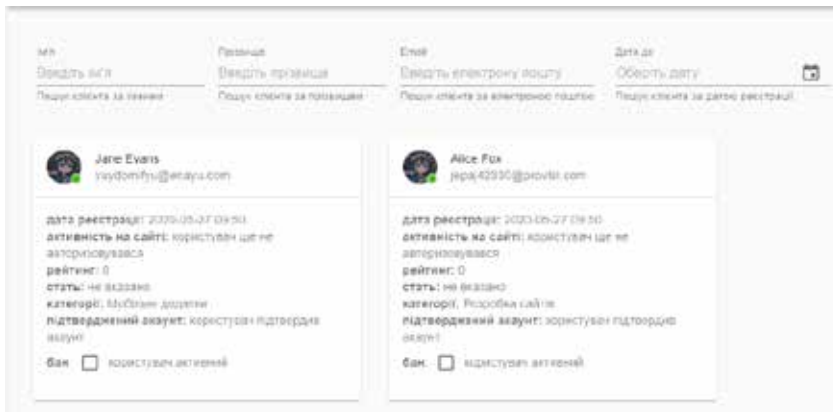 Ім'я
Введіть ім'я
Пошук клієнта за іменем
Прізвище
Введіть прізвище
Пошук клієнта за прізвищем
Email
Введіть електрону пошту
Пошук клієнта за електроною поштою
Дата до
Оберіть дату
Пошук клієнта за датою реєстрації
Jane Evans
дата реєстрації: 2020-05-27 09:50
активність на сайті: користувач ще не
авторизовувався
рейтинг: 0
стать: не вказано
категорії: Мобільні додатки
підтверджений акаунт: користувач підтвердив
акаунт
бан користувач активний
Alice Fox
дата реєстрації: 2020-05-27 09:50
активність на сайті: користувач ще не
авторизовувався
рейтинг: 0
стать: не вказано
категорії: Розробка сайтів
підтверджений акаунт: користувач підтвердив
акаунт
бан користувач активний